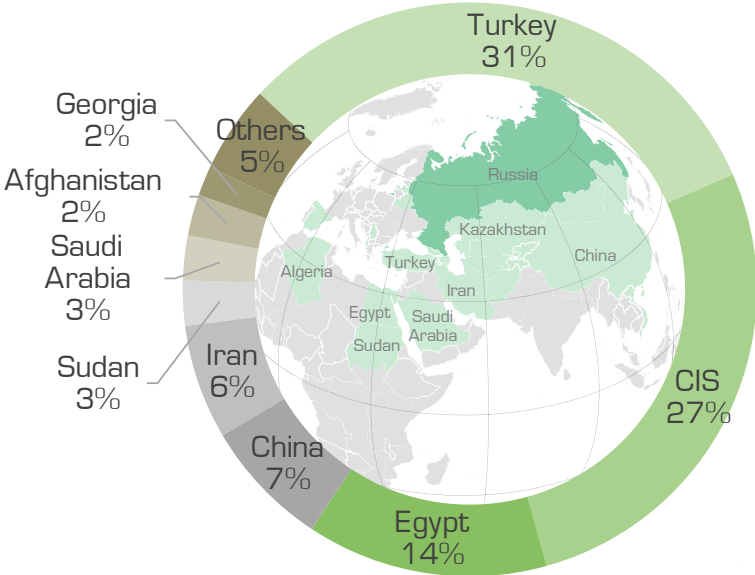 Turkey
31%
Georgia
2%
Others
5%
Afghanistan
2%
Saudi
Arabia
3%
Sudan
3%
Iran
6%
China
7%
Egypt
14%
CIS
27%
Russia
Kazakhstan
China
Turkey
Algeria
Iran
Egypt
Saudi
Arabia
Sudan